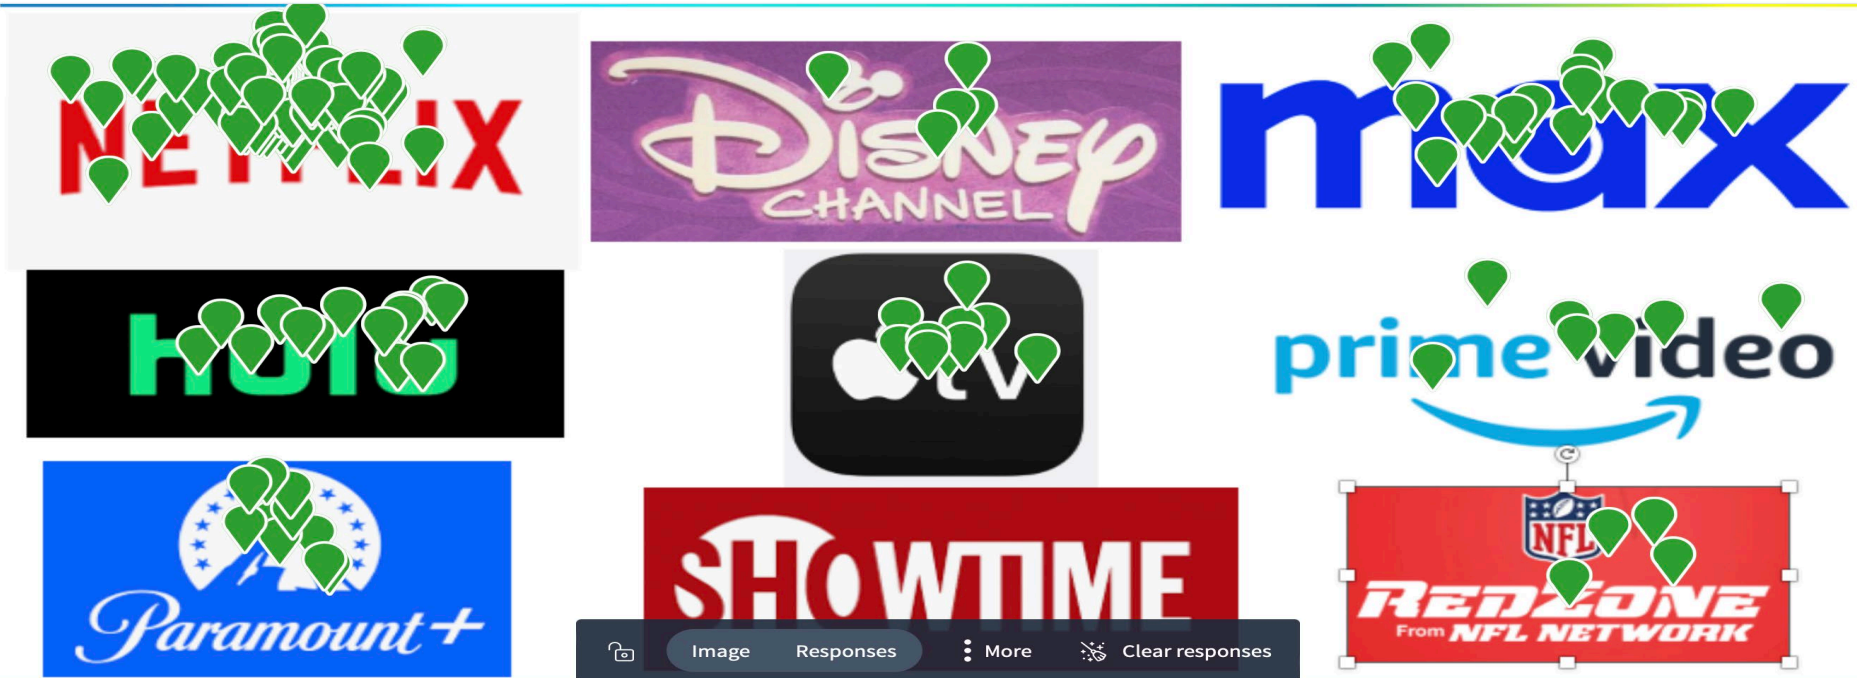 NETFLIX
DISNEY
CHANNEL
max
hulu
tv
prime video
Paramount+
SHOWTIME
NFL
REDZONE
From NFL NETWORK
Image Responses More Clear responses